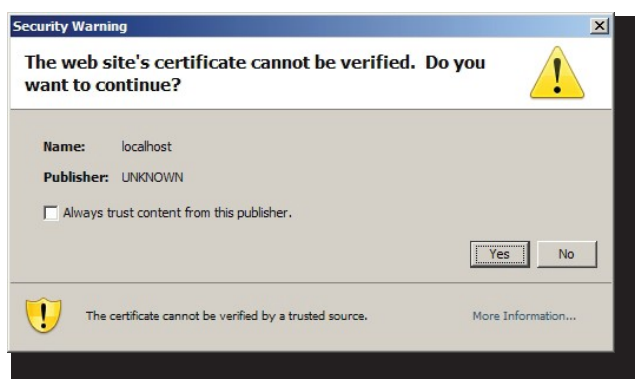 Security Warning
The web site's certificate cannot be verified. Do you
want to continue?
Name: localhost
Publisher: UNKNOWN
Always trust content from this publisher.
Yes No
The certificate cannot be verified by a trusted source. More Information...